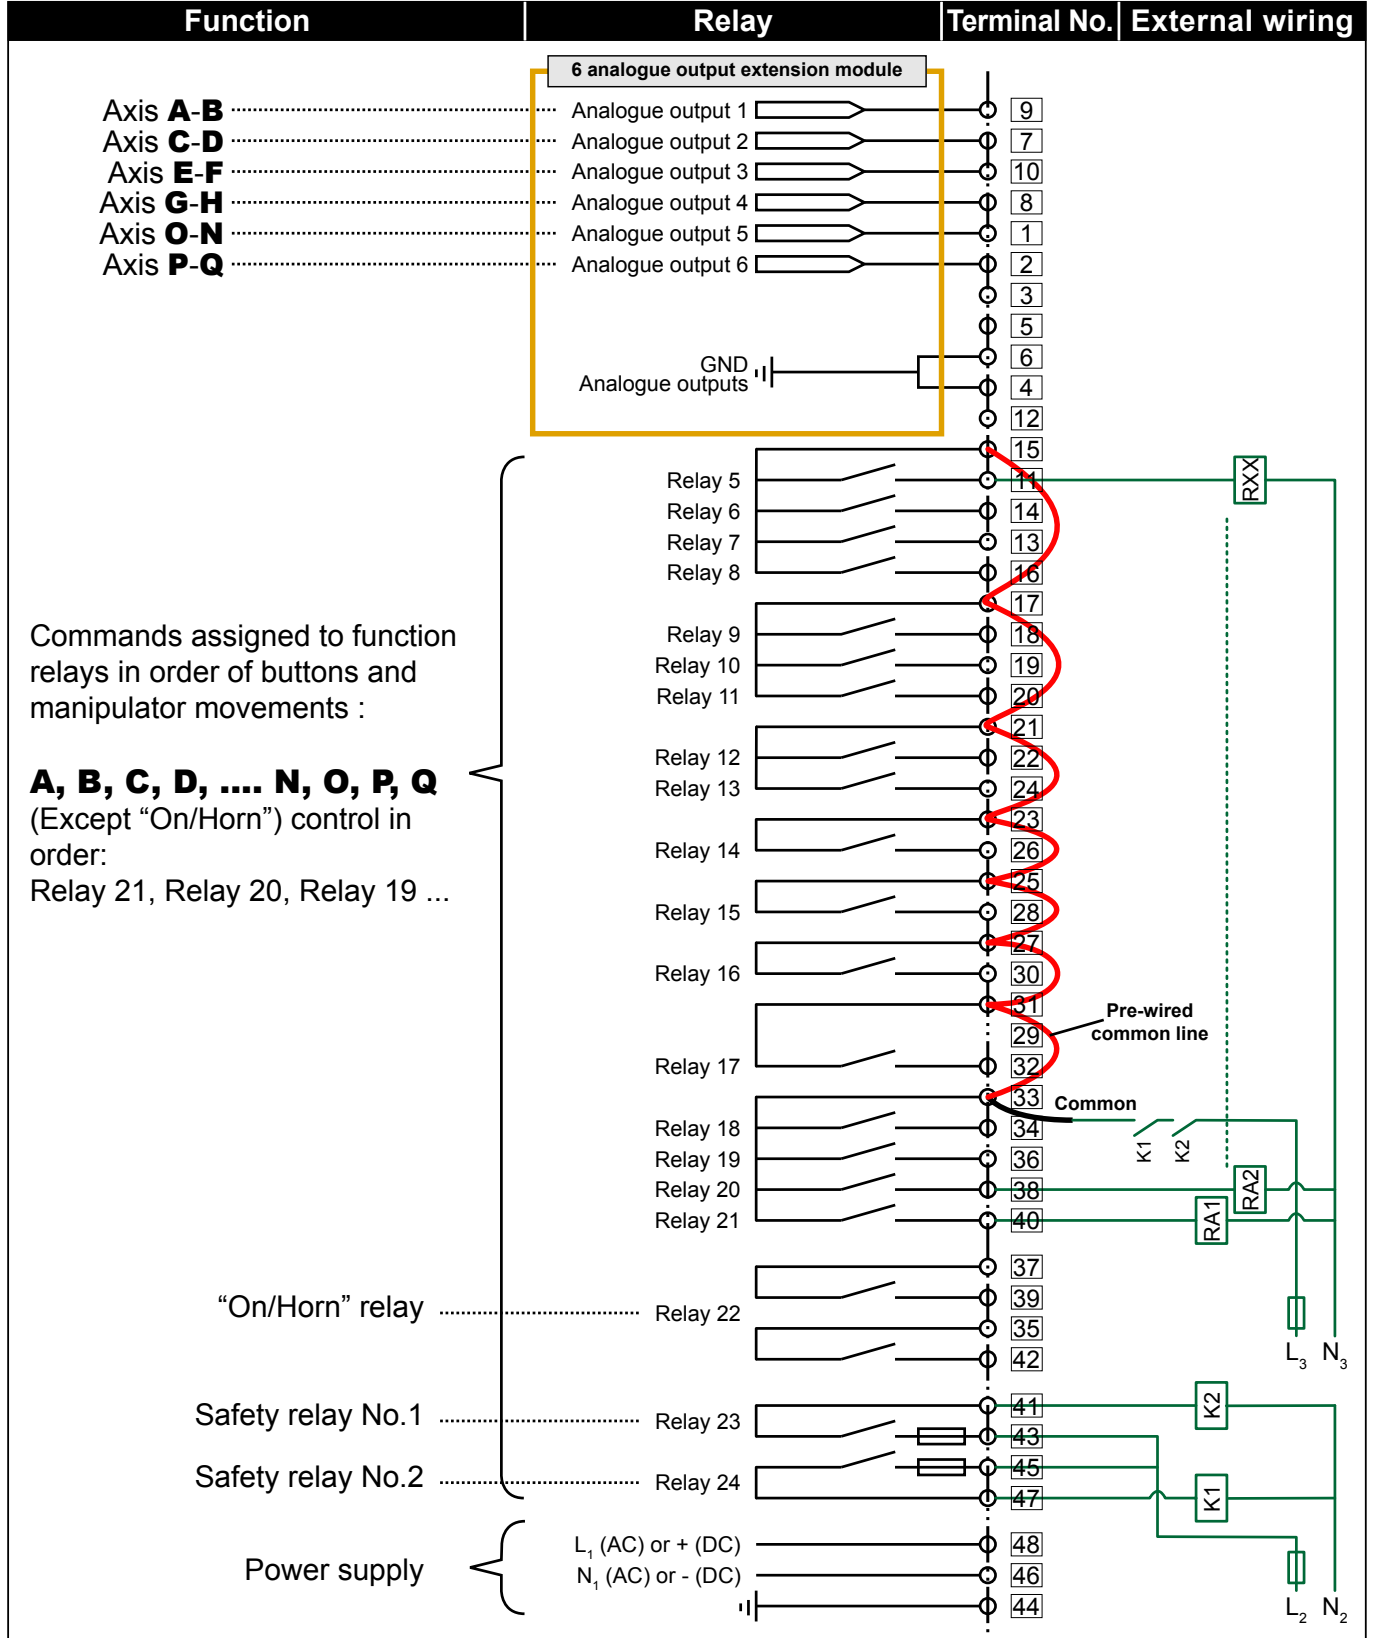 Function Relay Terminal No. External wiring
6 analogue output extension module
Axis A-B Analogue output 1 9
Axis C-D Analogue output 2 7
Axis E-F Analogue output 3 10
Axis G-H Analogue output 4 8
Axis O-N Analogue output 5 1
Axis P-Q Analogue output 6 2
3
5
GND 6
Analogue outputs 4
12
15
Relay 5 11 RXX
Relay 6 14
Relay 7 13
Relay 8 16
17
Relay 9 18
Relay 10 19
Relay 11 20
21
Relay 12 22
Relay 13 24
23
Relay 14 26
25
Relay 15 28
27
Relay 16 30
31
29
Relay 17 32
33
Relay 18 34
Relay 19 36
Relay 20 38 RA2
Relay 21 40 RA1
Pre-wired
common line
Common
K1 K2
Commands assigned to function
relays in order of buttons and
manipulator movements :
A, B, C, D, .... N, O, P, Q
(Except “On/Horn”) control in
order:
Relay 21, Relay 20, Relay 19 ...
37
39
“On/Horn” relay Relay 22
35
42
L3 N3
41 K2
Safety relay No.1 Relay 23
43
45
Safety relay No.2 Relay 24
47 K1
L1 (AC) or + (DC) 48
Power supply
N1 (AC) or - (DC) 46
44
L2 N2